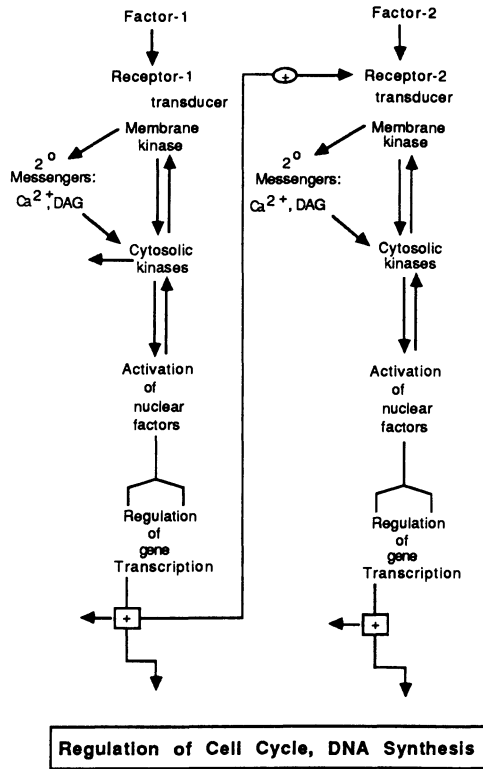 Factor-1
Receptor-1
transducer
Membrane
kinase
2o
Messengers:
Ca2+, DAG
Cytosolic
kinases
Activation
of
nuclear
factors
Regulation
of
gene
Transcription
+
+
Factor-2
Receptor-2
transducer
Membrane
kinase
2o
Messengers:
Ca2+, DAG
Cytosolic
kinases
Activation
of
nuclear
factors
Regulation
of
gene
Transcription
+
Regulation of Cell Cycle, DNA Synthesis